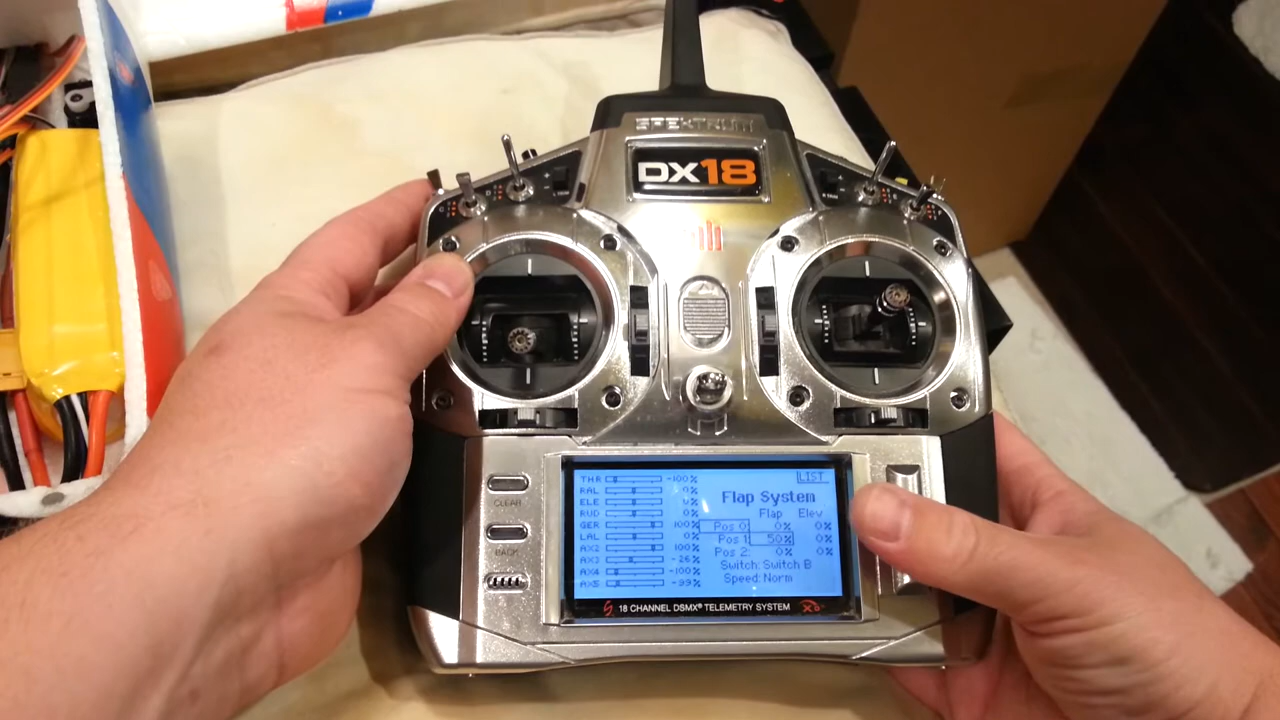 SPEKTRUM
DX18
CLEAR
BACK
LIST
THR -100%
RAL 0%
ELE 0%
RUD 0%
GER 100%
LAL 0%
AX2 100%
AX3 -26%
AX4 -100%
AX5 -99%
Flap System
Flap Elev
Pos 0: 0% 0%
Pos 1: 50% 0%
Pos 2: 0% 0%
Switch: Switch B
Speed: Norm
18 CHANNEL DSMX® TELEMETRY SYSTEM